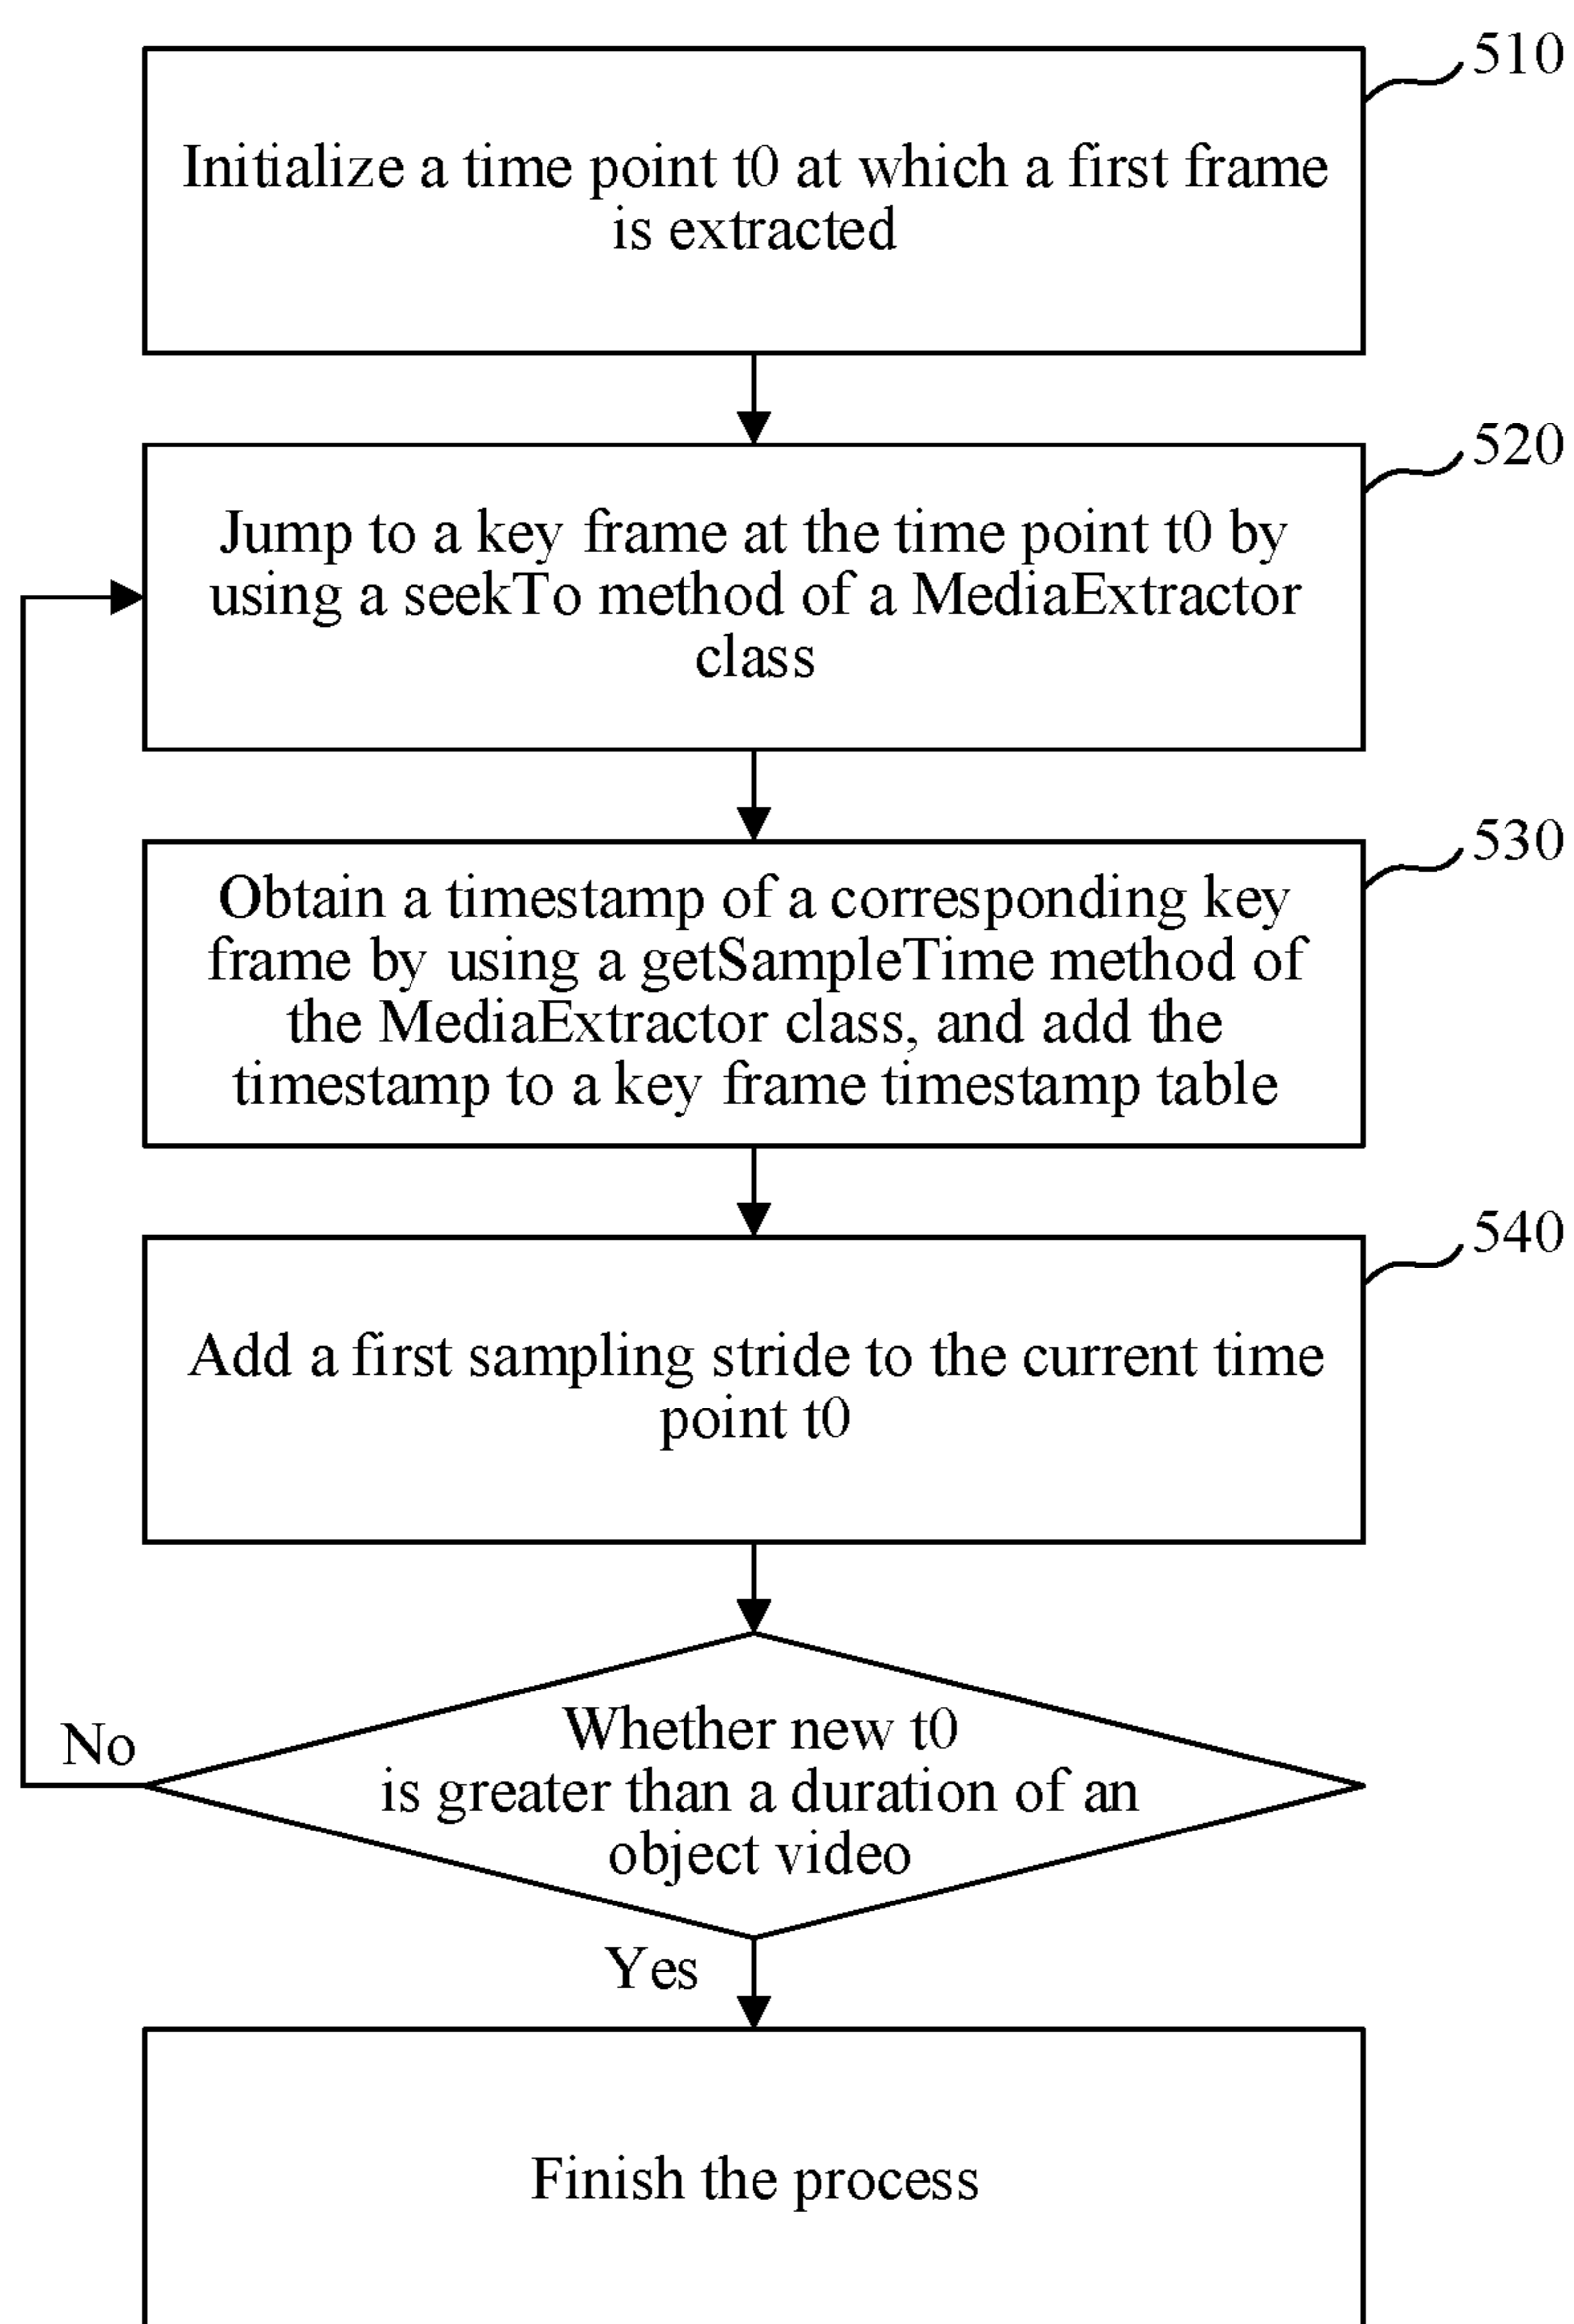 510
Initialize a time point t0 at which a first frame
is extracted
520
Jump to a key frame at the time point t0 by
using a seekTo method of a MediaExtractor
class
530
Obtain a timestamp of a corresponding key
frame by using a getSampleTime method of
the MediaExtractor class, and add the
timestamp to a key frame timestamp table
540
Add a first sampling stride to the current time
point t0
Whether new t0
is greater than a duration of an
object video
No
Yes
Finish the process